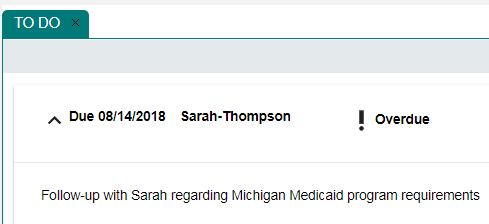 TO DO ×
Due 08/14/2018 Sarah-Thompson ! Overdue
Follow-up with Sarah regarding Michigan Medicaid program requirements